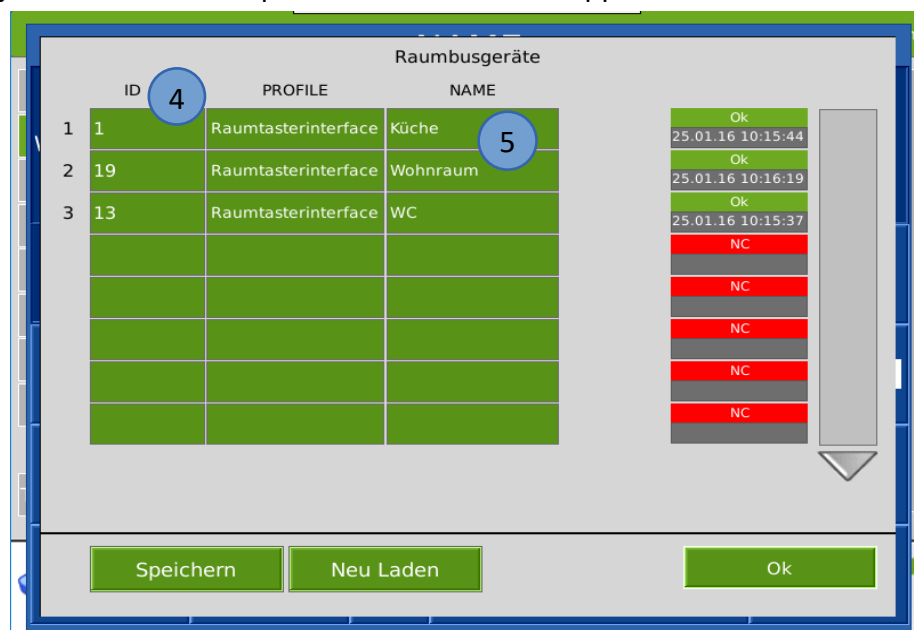 Raumbusgeräte
ID 4 PROFILE NAME
Ok
1 1 Raumtasterinterface Küche 5 25.01.16 10:15:44
Ok
2 19 Raumtasterinterface Wohnraum 25.01.16 10:16:19
Ok
3 13 Raumtasterinterface WC 25.01.16 10:15:37
NC
NC
NC
NC
NC
Speichern Neu Laden Ok